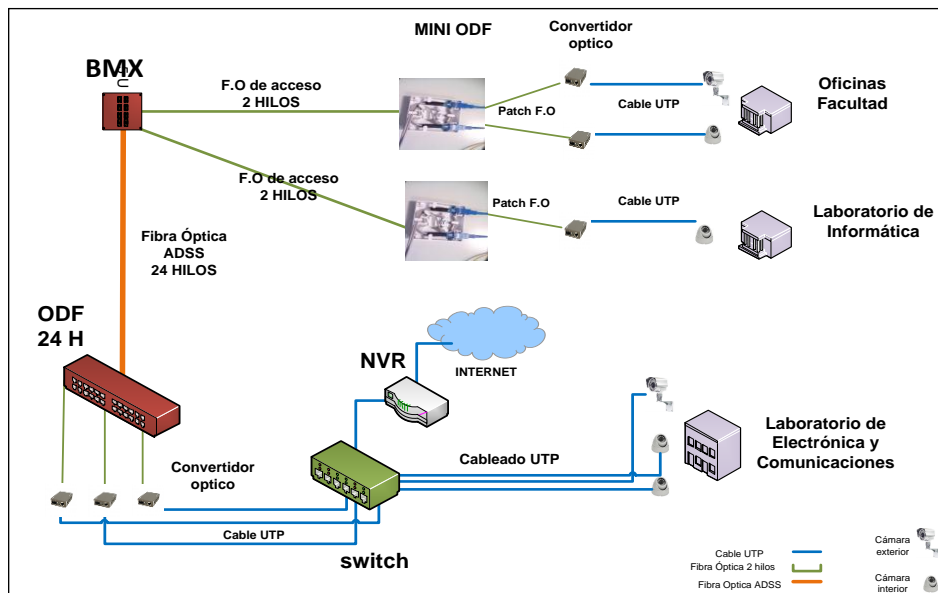 MINI ODF
Convertidor
optico
BMX
F.O de acceso
2 HILOS
Patch F.O
Cable UTP
Oficinas
Facultad
F.O de acceso
2 HILOS
Patch F.O
Cable UTP
Laboratorio de
Informática
Fibra Óptica
ADSS
24 HILOS
ODF
24 H
NVR
INTERNET
Laboratorio de
Electrónica y
Comunicaciones
Cableado UTP
Convertidor
optico
Cable UTP
switch
Cable UTP
Fibra Óptica 2 hilos
Fibra Optica ADSS
Cámara
exterior
Cámara
interior